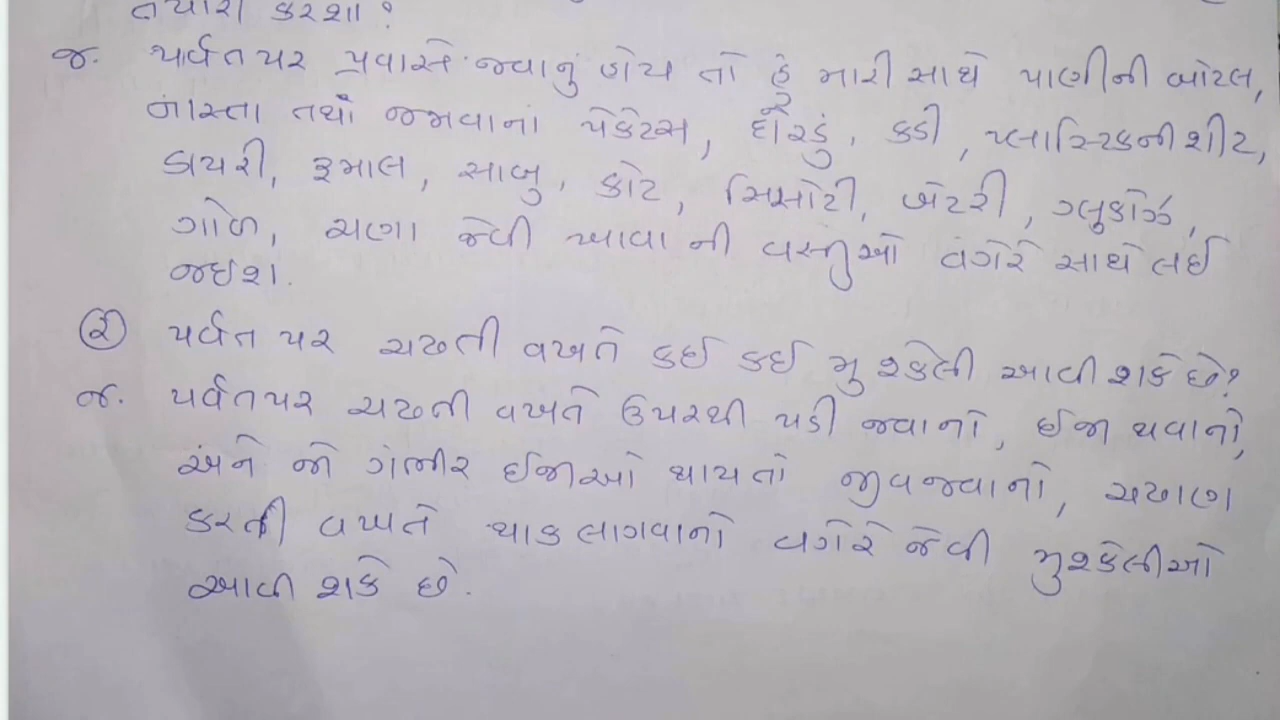 તૈયારી કરશો?
જ. પર્વત પર પ્રવાસે જવાનું હોય તો હું મારી સાથે પાણીની બોટલ,
નાસ્તા તથા જમવાનાં પેકેટ્સ, દોરડું, કડી, પ્લાસ્ટિકની શીટ,
ડાયરી, રૂમાલ, સાબુ, કોટ, સિસોટી, બેટરી, ગ્લુકોઝ,
ગોળ, ચણા જેવી ખાવા ની વસ્તુઓ વગેરે સાથે લઈ
જઈશ.
૨ પર્વત પર ચઢતી વખતે કઈ કઈ મુશ્કેલી આવી શકે છે?
જ. પર્વત પર ચઢતી વખતે ઉપરથી પડી જવાનો, ઈજા થવાનો,
અને જો ગંભીર ઈજાઓ થાય તો જીવ જવાનો, ચઢાણ
કરતી વખતે થાક લાગવાનો વગેરે જેવી મુશ્કેલીઓ
આવી શકે છે.